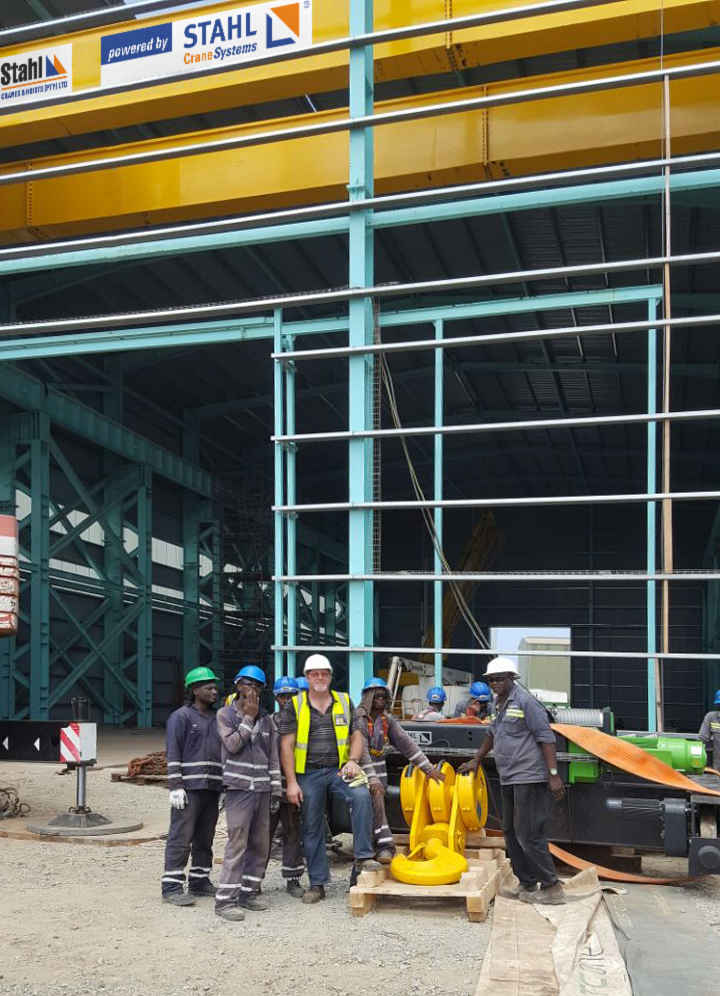 Stahl
CRANES & HOISTS (PTY) LTD
powered by
STAHL
CraneSystems
®